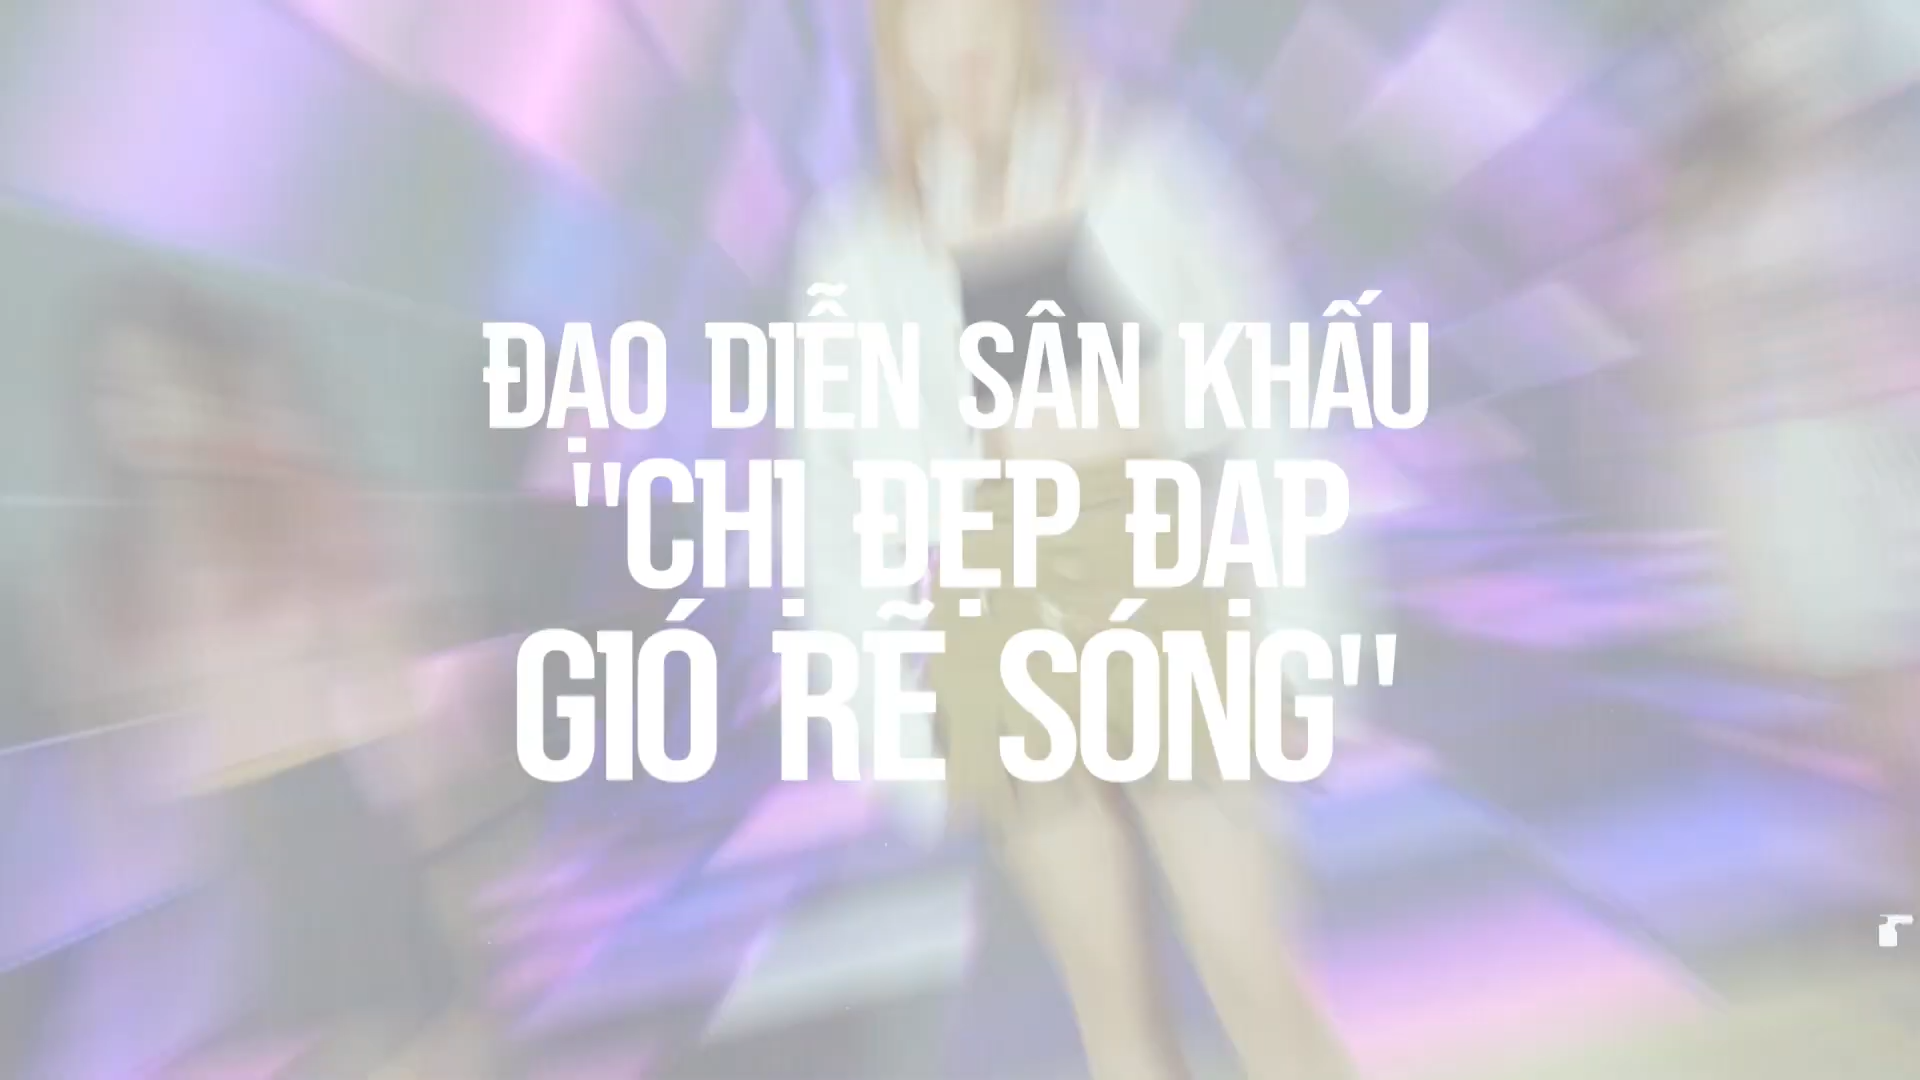 ĐẠO DIỄN SÂN KHẤU
"CHỊ ĐẸP ĐẠP
GIÓ RẼ SÓNG"